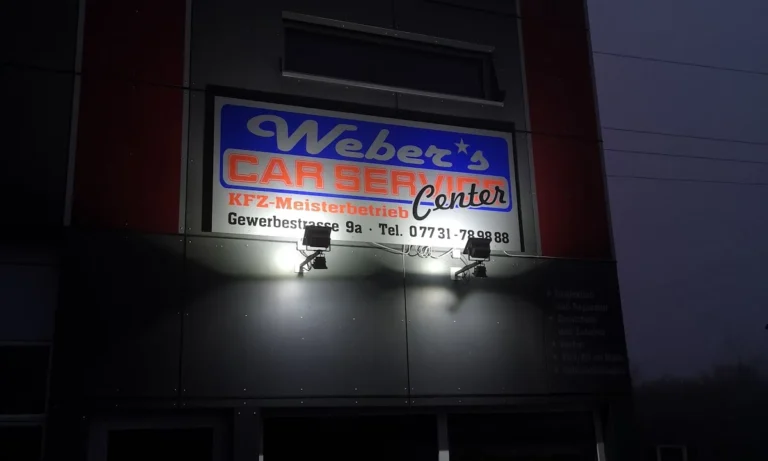 Weber's
CAR SERVICE
Center
KFZ-Meisterbetrieb
Gewerbestrasse 9a · Tel. 07731-789888